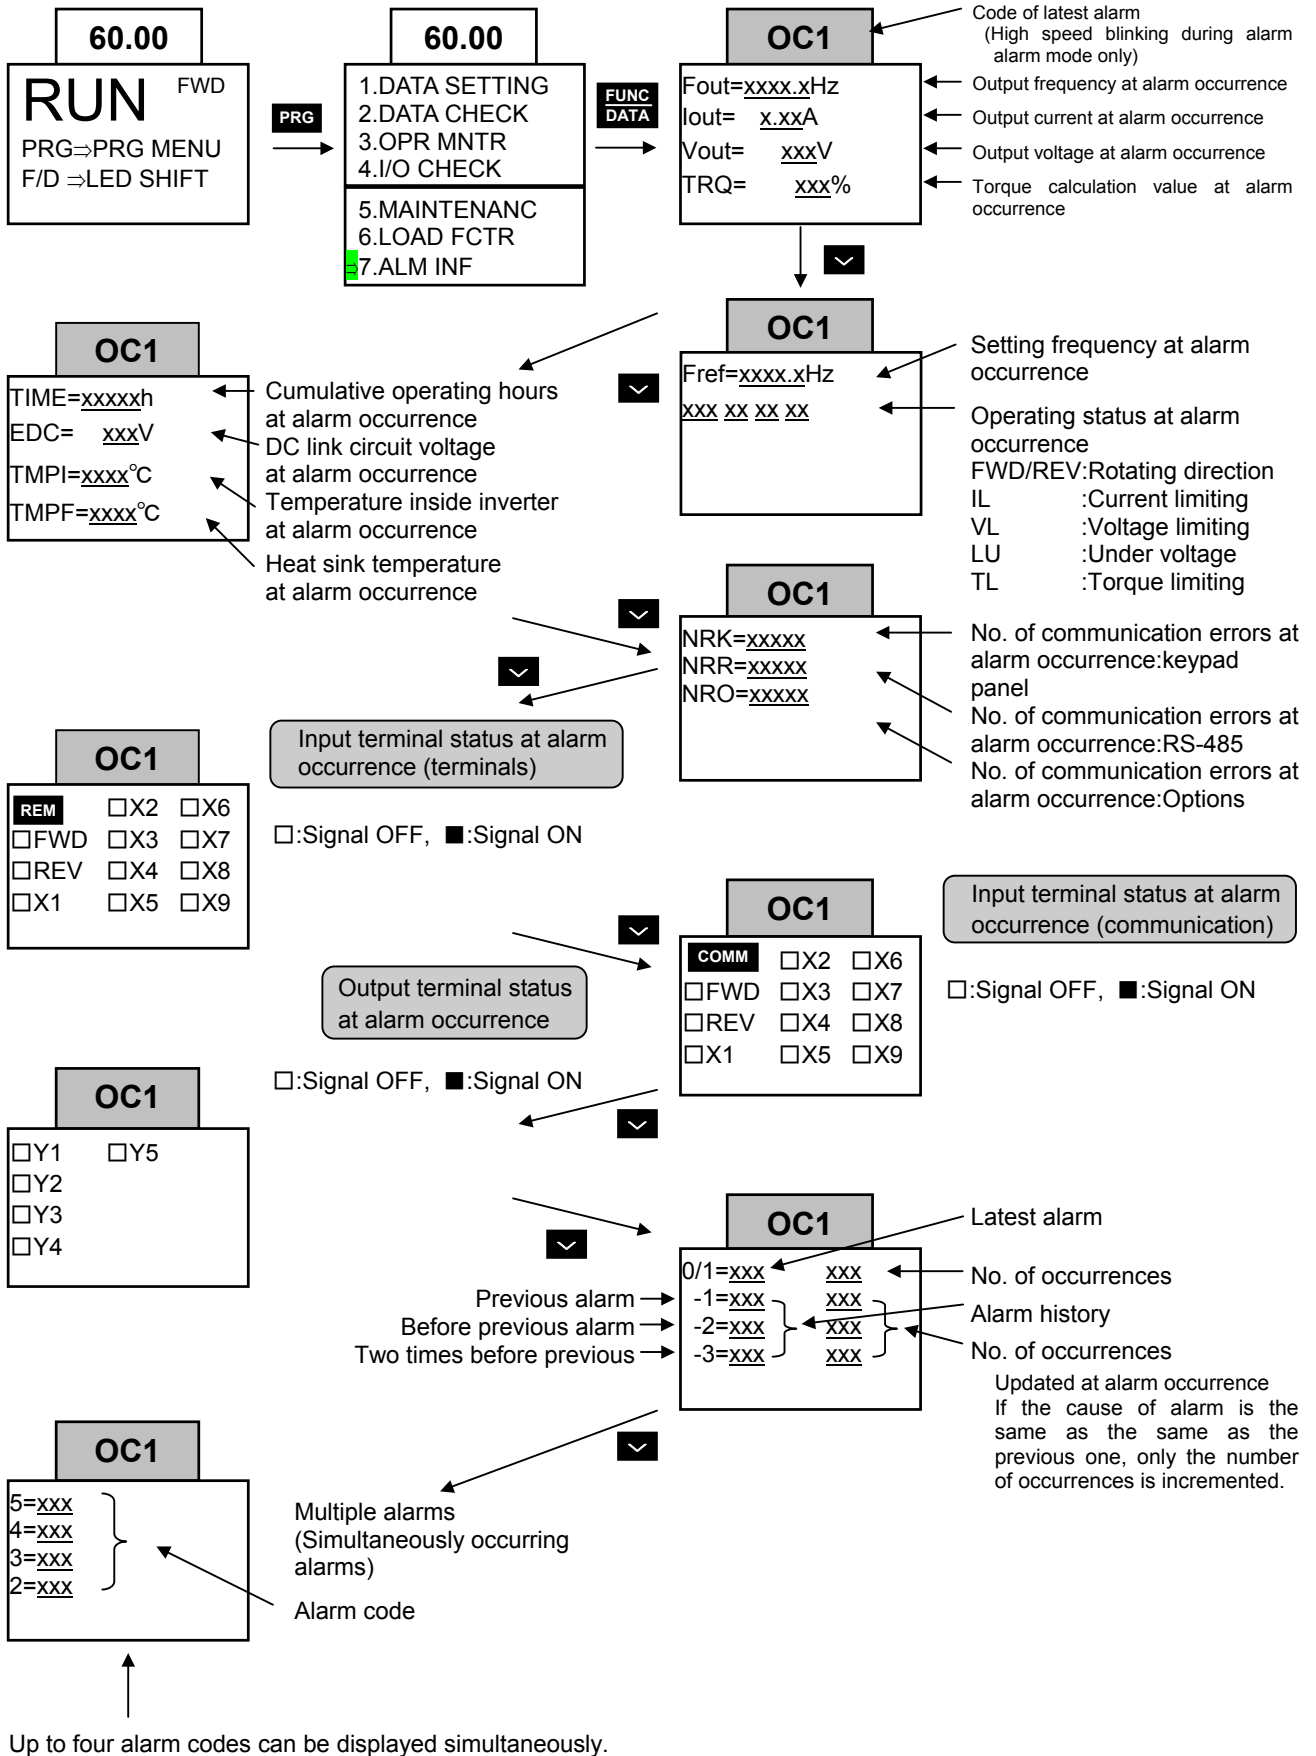 60.00
RUN FWD
PRG⇒PRG MENU
F/D ⇒LED SHIFT
PRG
60.00
1.DATA SETTING
2.DATA CHECK
3.OPR MNTR
4.I/O CHECK
5.MAINTENANC
6.LOAD FCTR
⇒7.ALM INF
FUNC
DATA
OC1
Fout=xxxx.xHz
Iout= x.xxA
Vout= xxxV
TRQ= xxx%
Code of latest alarm
(High speed blinking during alarm
alarm mode only)
Output frequency at alarm occurrence
Output current at alarm occurrence
Output voltage at alarm occurrence
Torque calculation value at alarm
occurrence
OC1
Fref=xxxx.xHz
xxx xx xx xx
Setting frequency at alarm
occurrence
Operating status at alarm
occurrence
FWD/REV:Rotating direction
IL :Current limiting
VL :Voltage limiting
LU :Under voltage
TL :Torque limiting
OC1
TIME=xxxxxh
EDC= xxxV
TMPI=xxxx℃
TMPF=xxxx℃
Cumulative operating hours
at alarm occurrence
DC link circuit voltage
at alarm occurrence
Temperature inside inverter
at alarm occurrence
Heat sink temperature
at alarm occurrence
OC1
NRK=xxxxx
NRR=xxxxx
NRO=xxxxx
No. of communication errors at
alarm occurrence:keypad
panel
No. of communication errors at
alarm occurrence:RS-485
No. of communication errors at
alarm occurrence:Options
Input terminal status at alarm
occurrence (terminals)
□:Signal OFF, ■:Signal ON
OC1
REM □X2 □X6
□FWD □X3 □X7
□REV □X4 □X8
□X1 □X5 □X9
OC1
COMM □X2 □X6
□FWD □X3 □X7
□REV □X4 □X8
□X1 □X5 □X9
Input terminal status at alarm
occurrence (communication)
□:Signal OFF, ■:Signal ON
Output terminal status
at alarm occurrence
□:Signal OFF, ■:Signal ON
OC1
□Y1 □Y5
□Y2
□Y3
□Y4
OC1
0/1=xxx xxx
-1=xxx xxx
-2=xxx xxx
-3=xxx xxx
Previous alarm
Before previous alarm
Two times before previous
Latest alarm
No. of occurrences
Alarm history
No. of occurrences
Updated at alarm occurrence
If the cause of alarm is the
same as the same as the
previous one, only the number
of occurrences is incremented.
OC1
5=xxx
4=xxx
3=xxx
2=xxx
Multiple alarms
(Simultaneously occurring
alarms)
Alarm code
Up to four alarm codes can be displayed simultaneously.